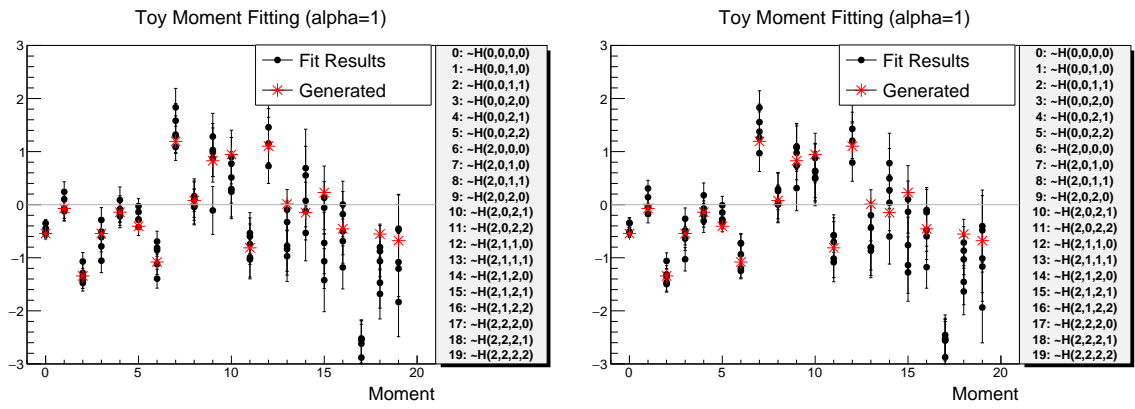 Toy Moment Fitting (alpha=1)
3
2
1
0
−1
−2
−3
0
5
10
15
20
Moment
Fit Results
Generated
0: ~H(0,0,0,0)
1: ~H(0,0,1,0)
2: ~H(0,0,1,1)
3: ~H(0,0,2,0)
4: ~H(0,0,2,1)
5: ~H(0,0,2,2)
6: ~H(2,0,0,0)
7: ~H(2,0,1,0)
8: ~H(2,0,1,1)
9: ~H(2,0,2,0)
10: ~H(2,0,2,1)
11: ~H(2,0,2,2)
12: ~H(2,1,1,0)
13: ~H(2,1,1,1)
14: ~H(2,1,2,0)
15: ~H(2,1,2,1)
16: ~H(2,1,2,2)
17: ~H(2,2,2,0)
18: ~H(2,2,2,1)
19: ~H(2,2,2,2)
Toy Moment Fitting (alpha=1)
3
2
1
0
−1
−2
−3
0
5
10
15
20
Moment
Fit Results
Generated
0: ~H(0,0,0,0)
1: ~H(0,0,1,0)
2: ~H(0,0,1,1)
3: ~H(0,0,2,0)
4: ~H(0,0,2,1)
5: ~H(0,0,2,2)
6: ~H(2,0,0,0)
7: ~H(2,0,1,0)
8: ~H(2,0,1,1)
9: ~H(2,0,2,0)
10: ~H(2,0,2,1)
11: ~H(2,0,2,2)
12: ~H(2,1,1,0)
13: ~H(2,1,1,1)
14: ~H(2,1,2,0)
15: ~H(2,1,2,1)
16: ~H(2,1,2,2)
17: ~H(2,2,2,0)
18: ~H(2,2,2,1)
19: ~H(2,2,2,2)